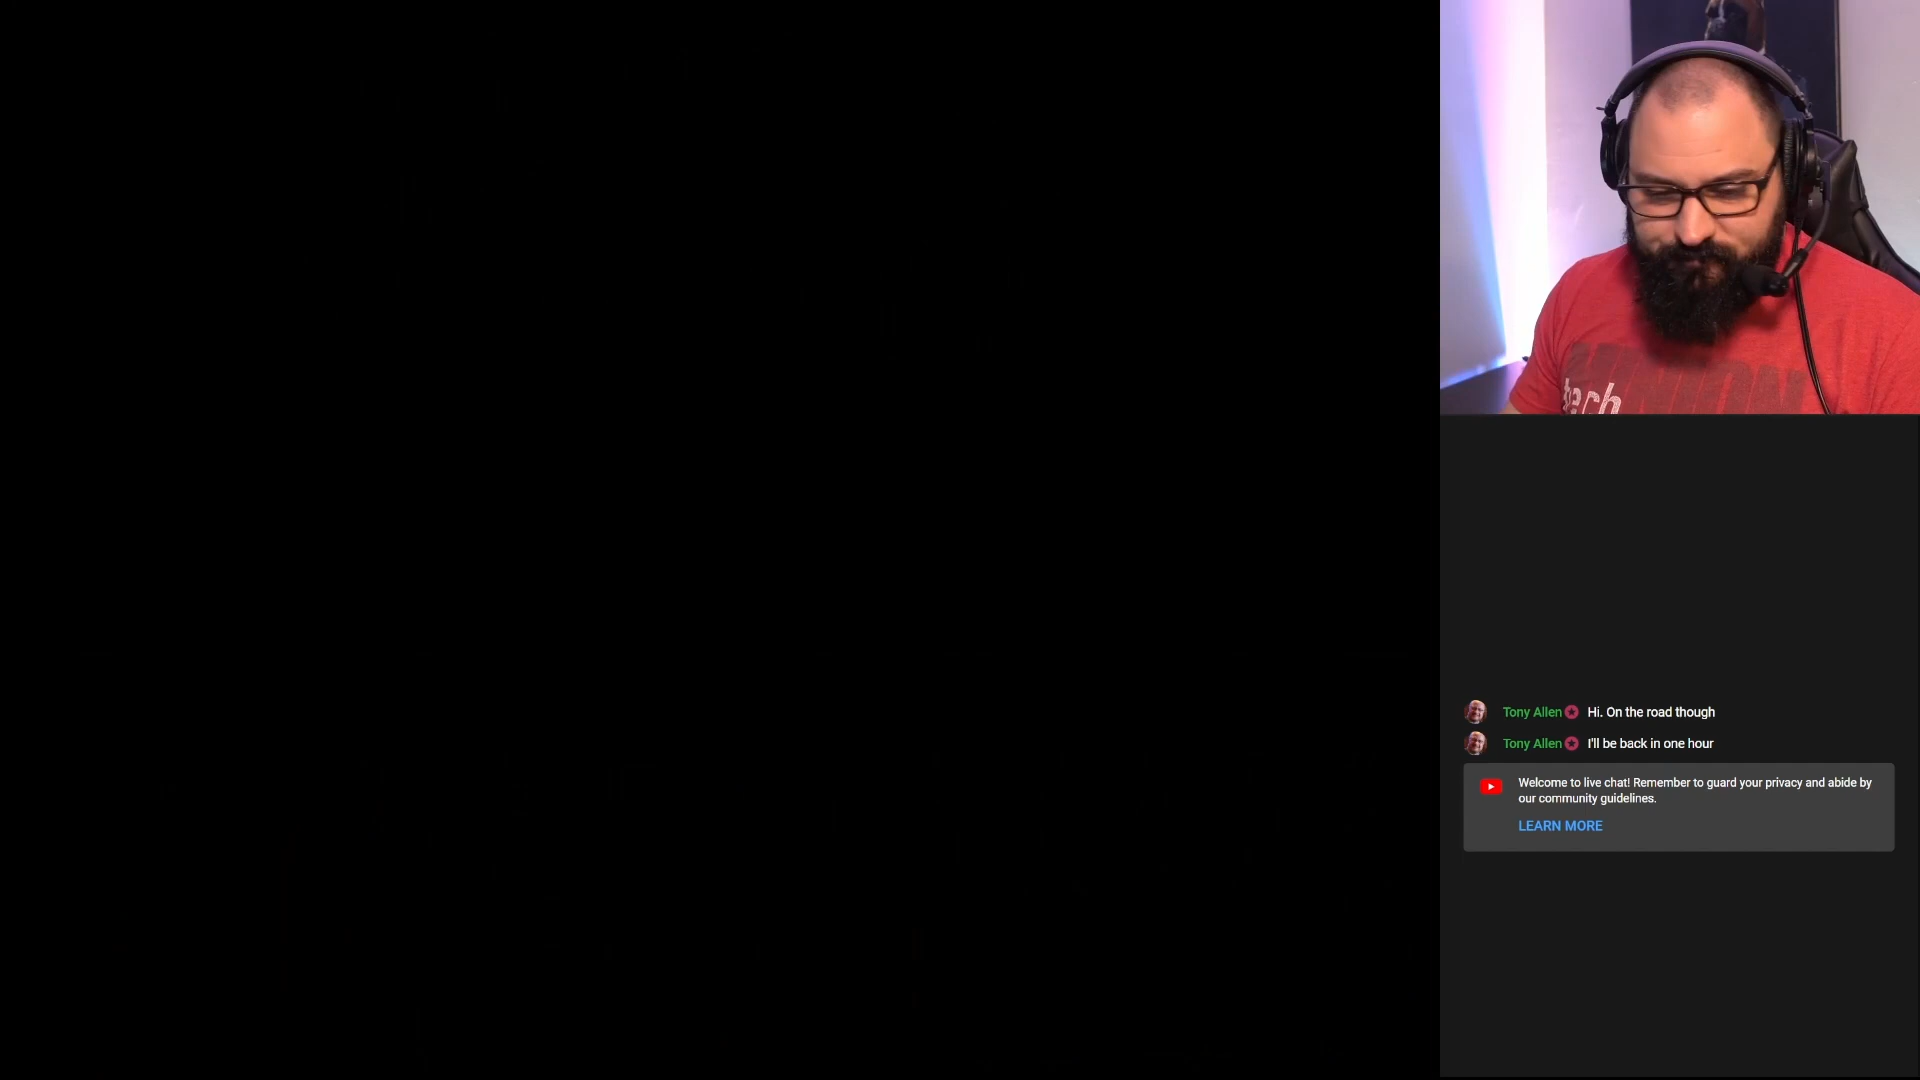 tech
Tony Allen Hi. On the road though
Tony Allen I'll be back in one hour
Welcome to live chat! Remember to guard your privacy and abide by
our community guidelines.
LEARN MORE